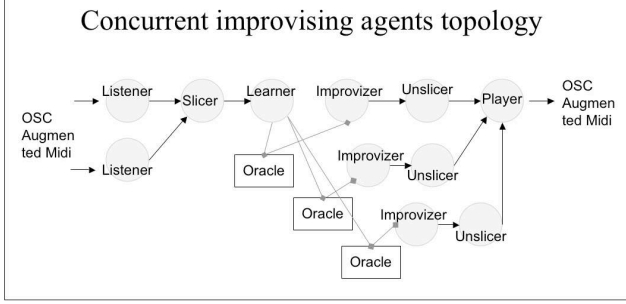 Concurrent improvising agents topology
OSC
Augmen
ted Midi
Listener
Listener
Slicer
Learner
Improvizer
Unslicer
Player
OSC
Augmen
ted Midi
Oracle
Improvizer
Unslicer
Oracle
Improvizer
Unslicer
Oracle